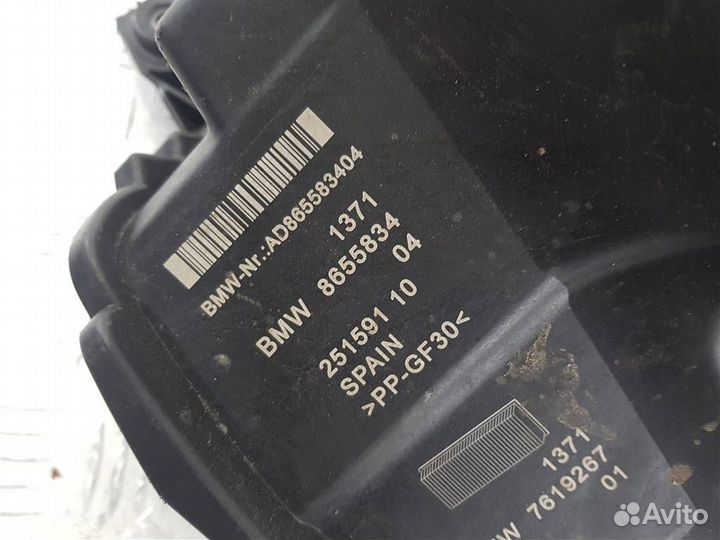 BMW-Nr.:AD865583404
1371
BMW 8655834
251591 10 04
SPAIN
>PP-GF30<
1371
7619267
01
Avito